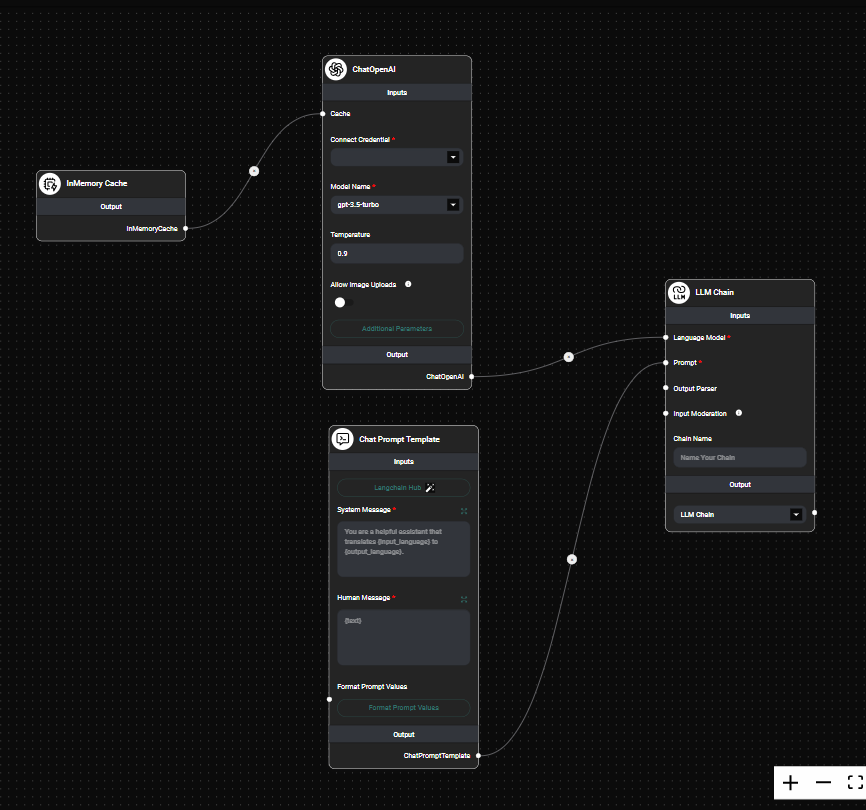 InMemory Cache
Output
InMemoryCache
ChatOpenAI
Inputs
Cache
Connect Credential *
Model Name *
gpt-3.5-turbo
Temperature
0.9
Allow Image Uploads
Additional Parameters
Output
ChatOpenAI
Chat Prompt Template
Inputs
Langchain Hub
System Message *
You are a helpful assistant that
translates {input_language} to
{output_language}.
Human Message *
{text}
Format Prompt Values
Format Prompt Values
Output
ChatPromptTemplate
LLM
LLM Chain
Inputs
Language Model *
Prompt *
Output Parser
Input Moderation
Chain Name
Name Your Chain
Output
LLM Chain